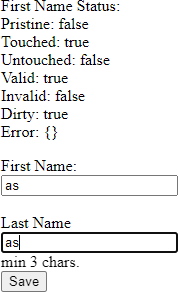 First Name Status:
Pristine: false
Touched: true
Untouched: false
Valid: true
Invalid: false
Dirty: true
Error: {}
First Name:
as
Last Name
as
min 3 chars.
Save